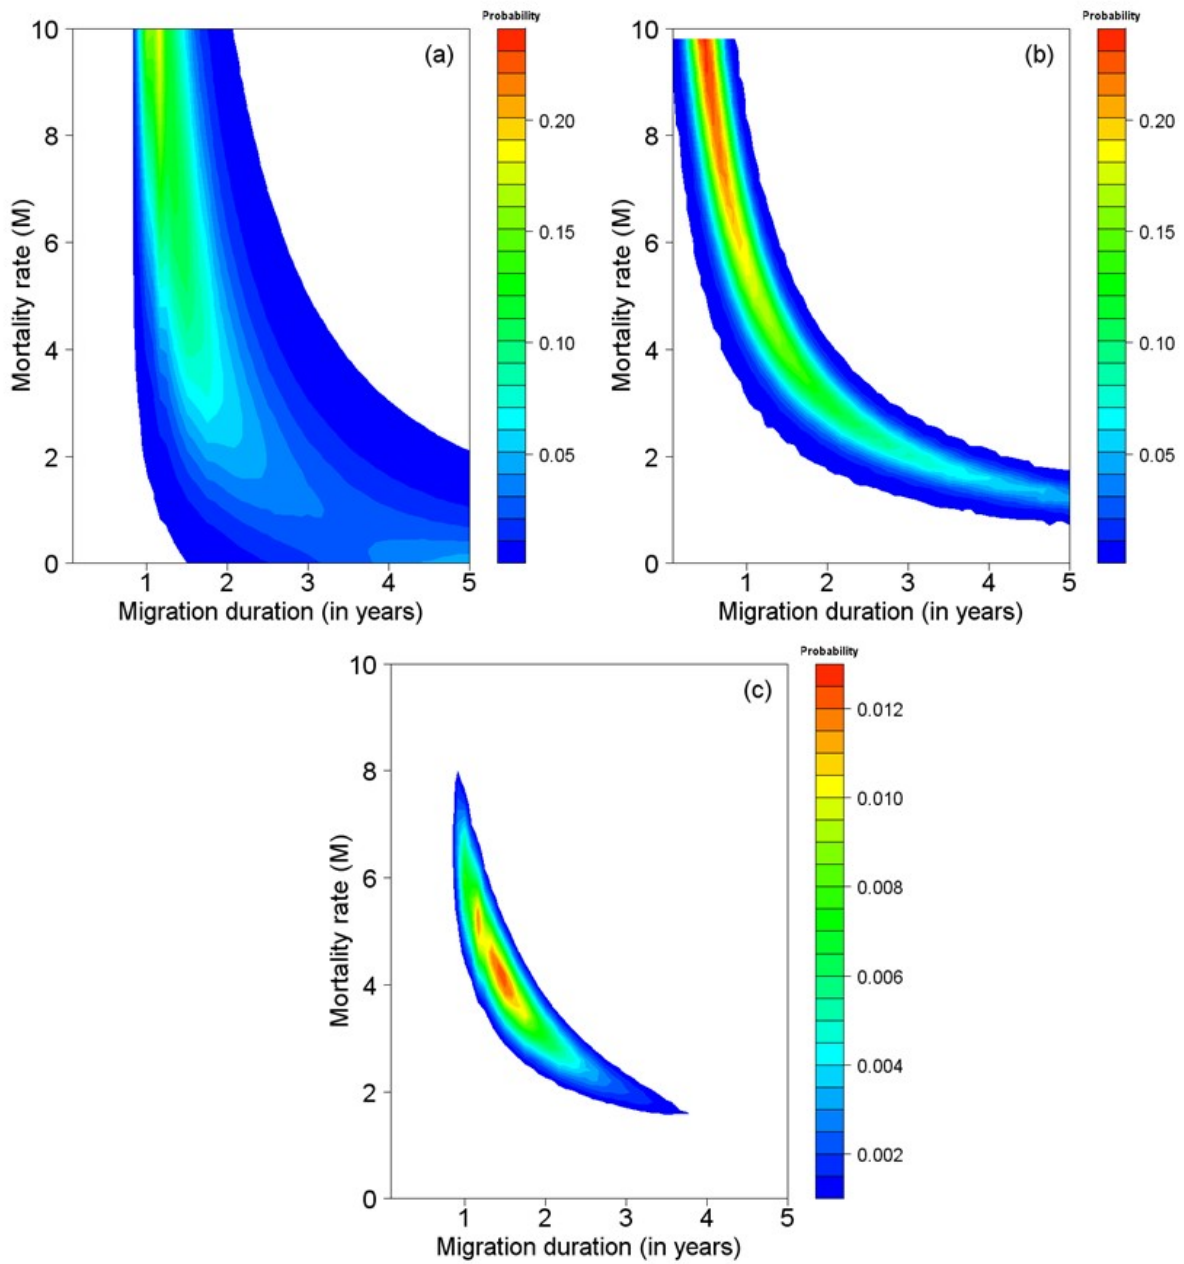 Probability
(a)
10
8
6
4
2
0
Mortality rate (M)
1 2 3 4 5
Migration duration (in years)
0.20
0.15
0.10
0.05
Probability
(b)
10
8
6
4
2
0
Mortality rate (M)
1 2 3 4 5
Migration duration (in years)
0.20
0.15
0.10
0.05
Probability
(c)
10
8
6
4
2
0
Mortality rate (M)
1 2 3 4 5
Migration duration (in years)
0.012
0.010
0.008
0.006
0.004
0.002